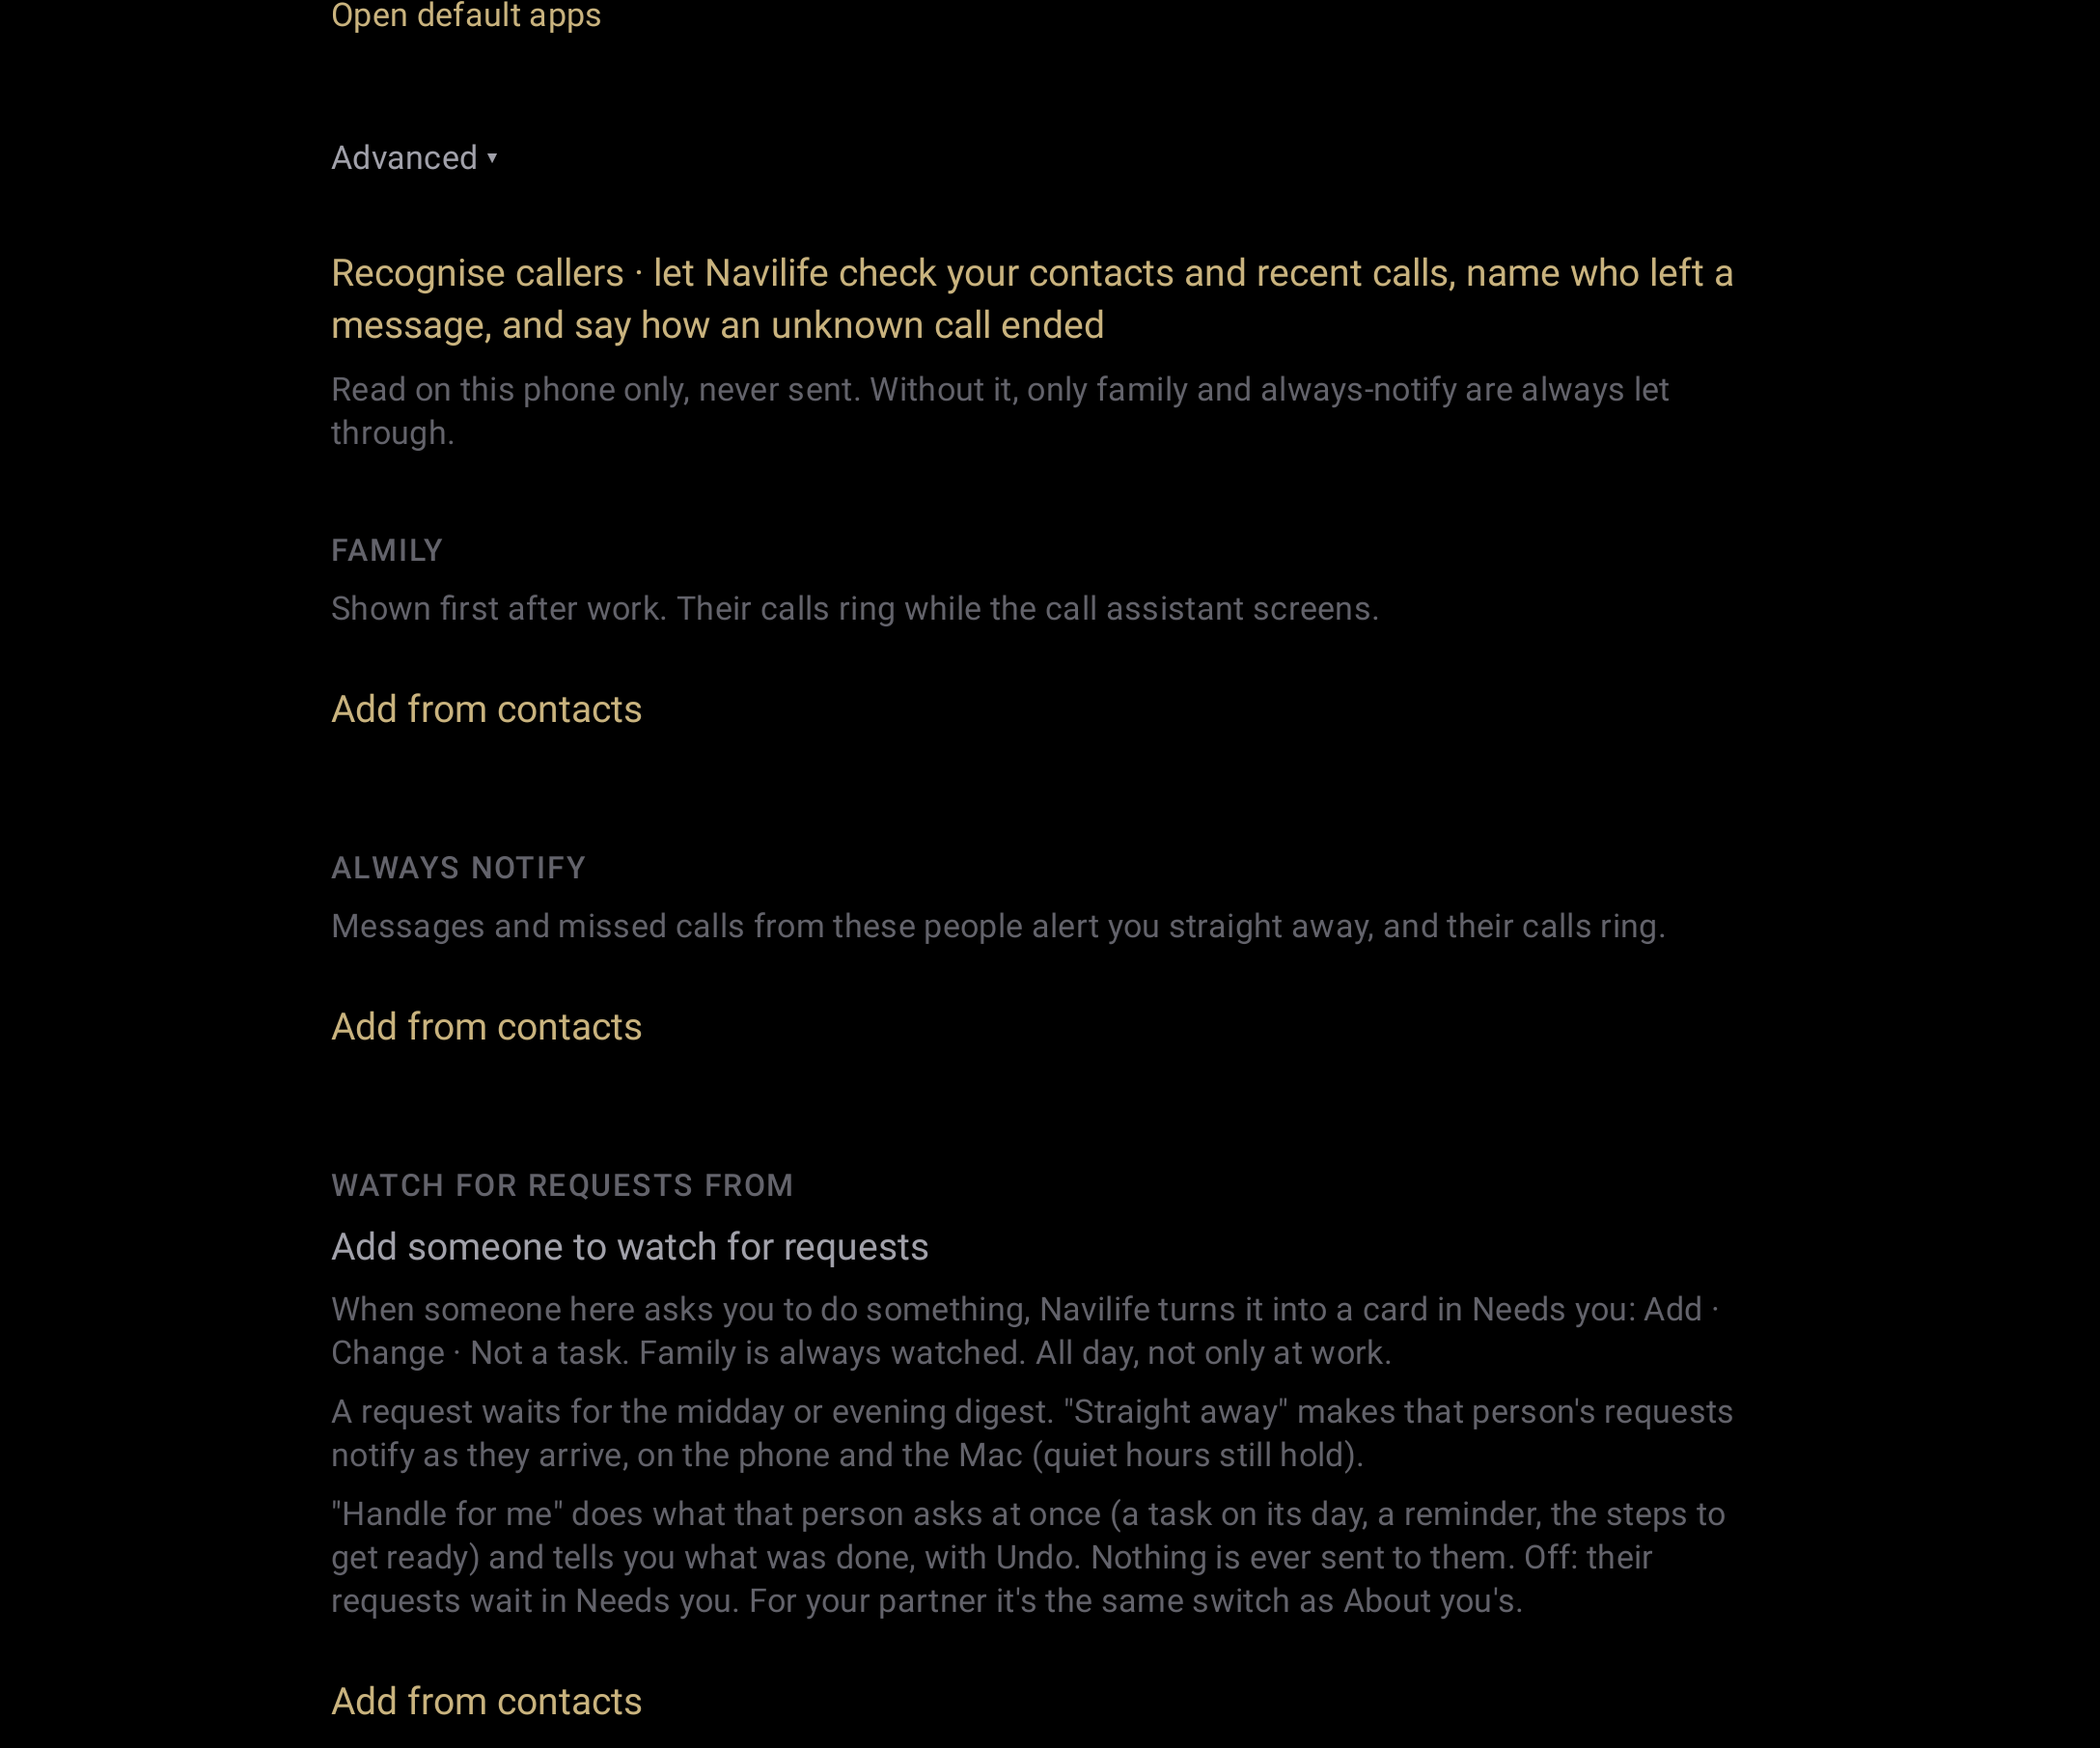 Open default apps
Advanced ▾
Recognise callers · let Navilife check your contacts and recent calls, name who left a
message, and say how an unknown call ended
Read on this phone only, never sent. Without it, only family and always-notify are always let
through.
FAMILY
Shown first after work. Their calls ring while the call assistant screens.
Add from contacts
ALWAYS NOTIFY
Messages and missed calls from these people alert you straight away, and their calls ring.
Add from contacts
WATCH FOR REQUESTS FROM
Add someone to watch for requests
When someone here asks you to do something, Navilife turns it into a card in Needs you: Add ·
Change · Not a task. Family is always watched. All day, not only at work.
A request waits for the midday or evening digest. "Straight away" makes that person's requests
notify as they arrive, on the phone and the Mac (quiet hours still hold).
"Handle for me" does what that person asks at once (a task on its day, a reminder, the steps to
get ready) and tells you what was done, with Undo. Nothing is ever sent to them. Off: their
requests wait in Needs you. For your partner it's the same switch as About you's.
Add from contacts